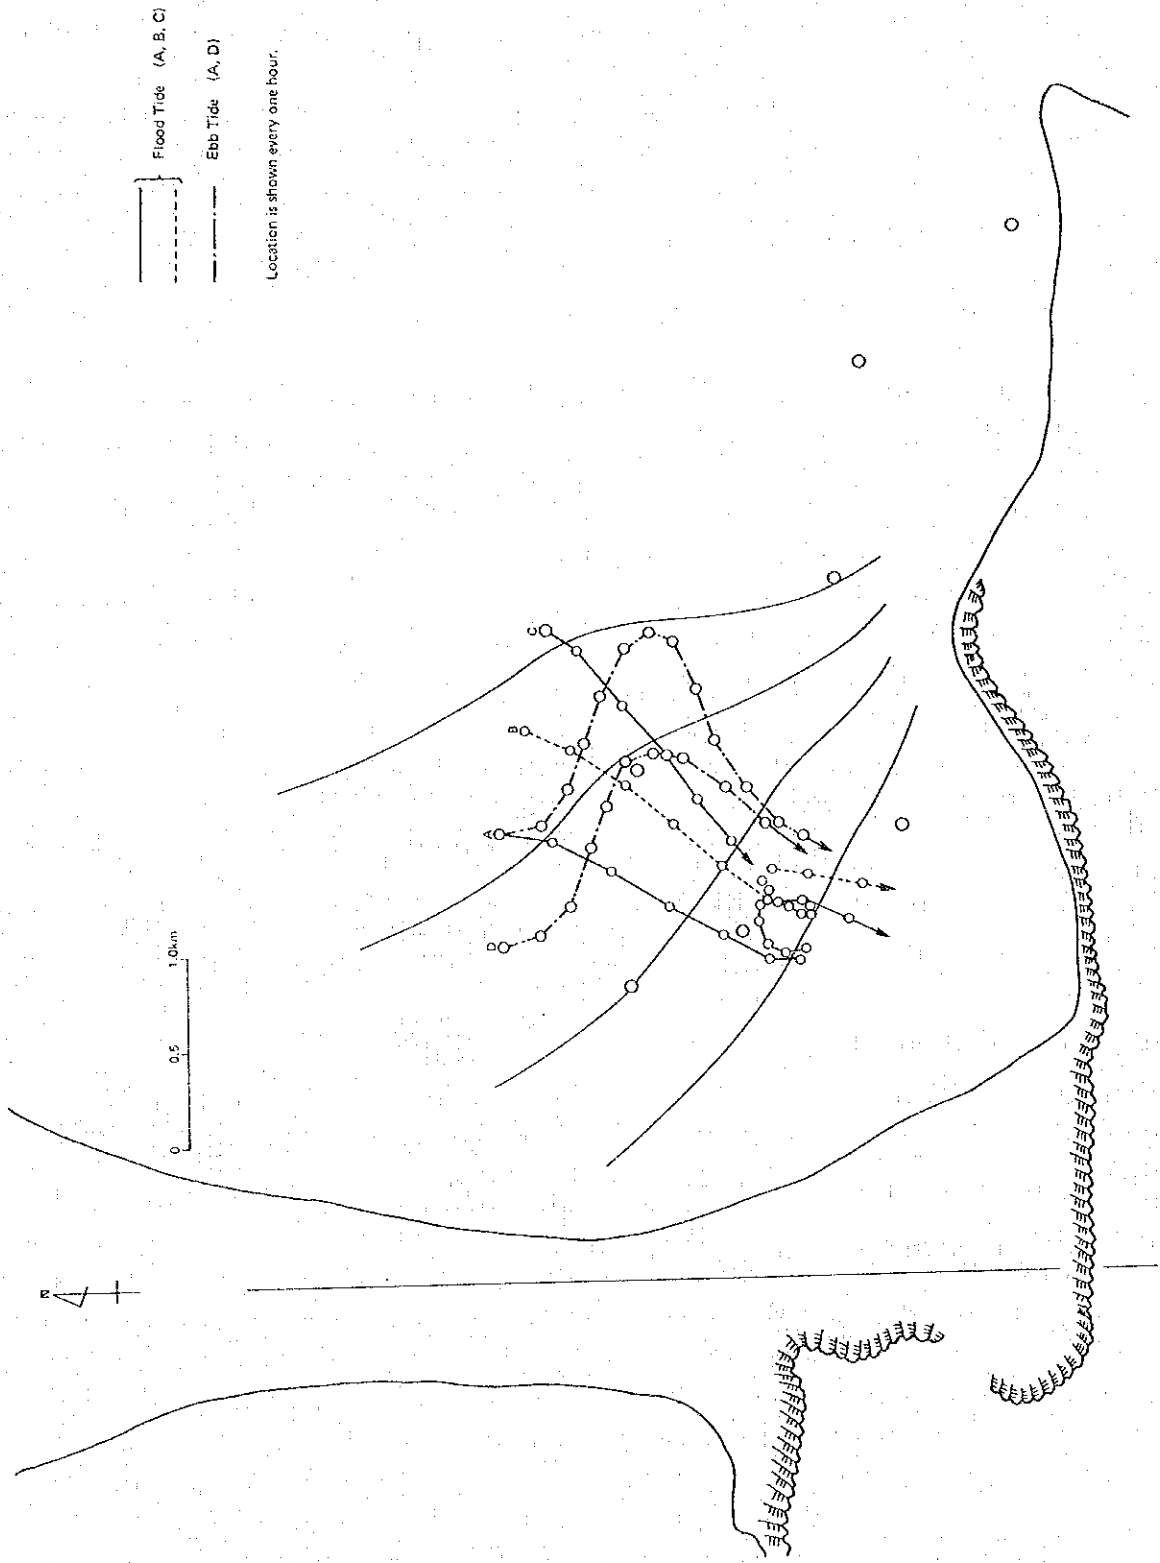 Flood Tide (A, B, C)
Ebb Tide (A, D)
Location is shown every one hour.
0 0.5 1.0km
A
B
C
D